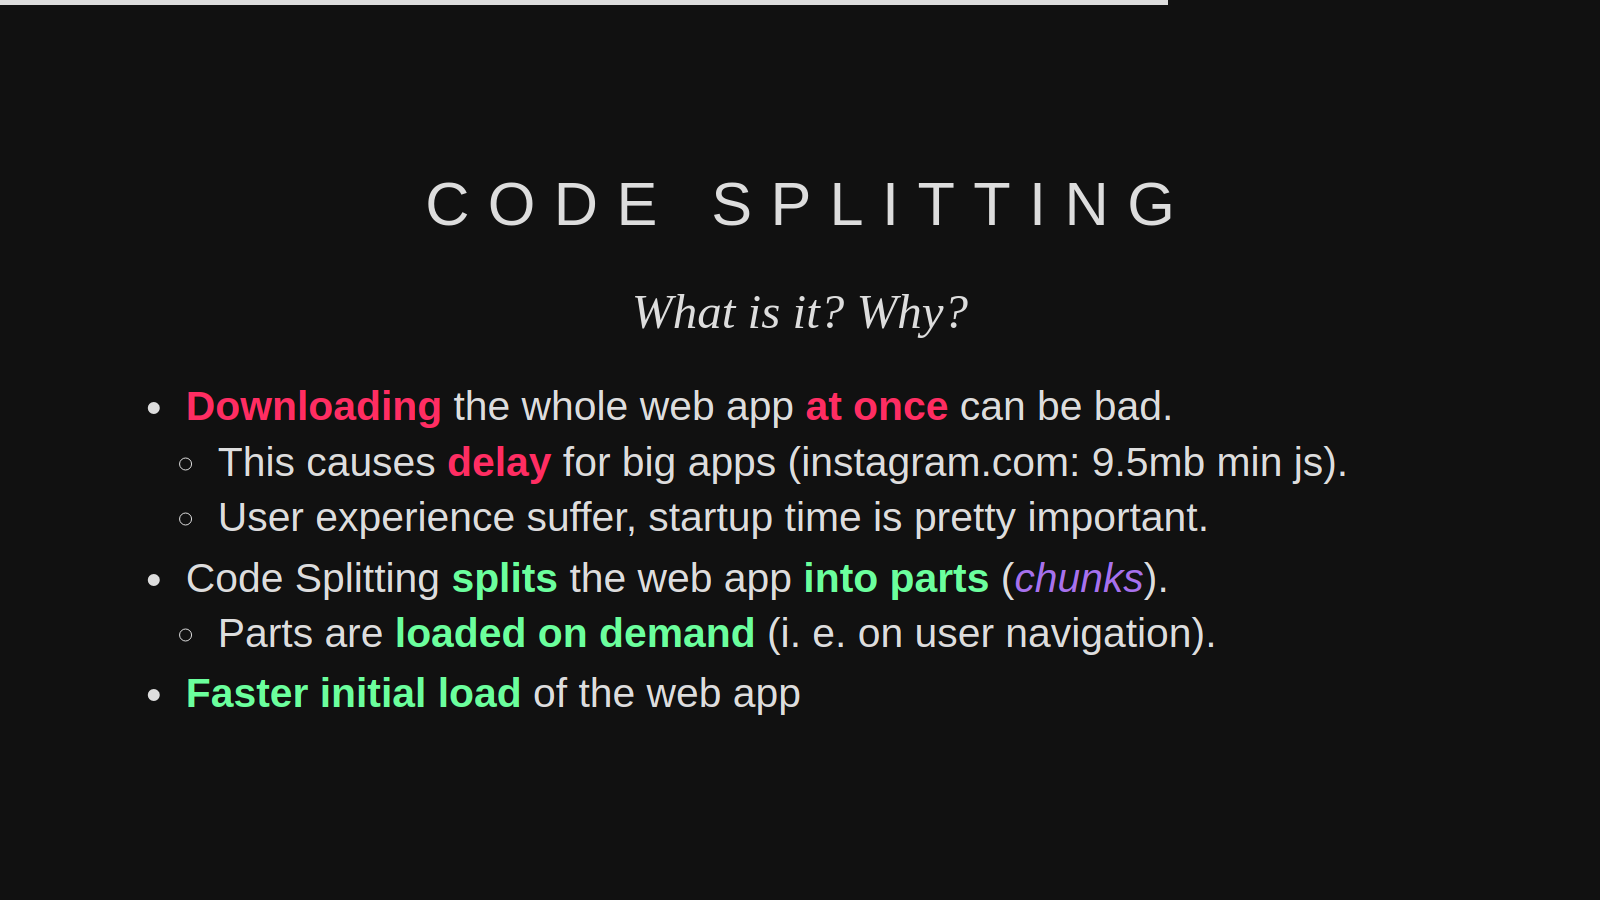 CODE SPLITTING
What is it? Why?
Downloading the whole web app at once can be bad.
This causes delay for big apps (instagram.com: 9.5mb min js).
User experience suffer, startup time is pretty important.
Code Splitting splits the web app into parts (chunks).
Parts are loaded on demand (i. e. on user navigation).
Faster initial load of the web app